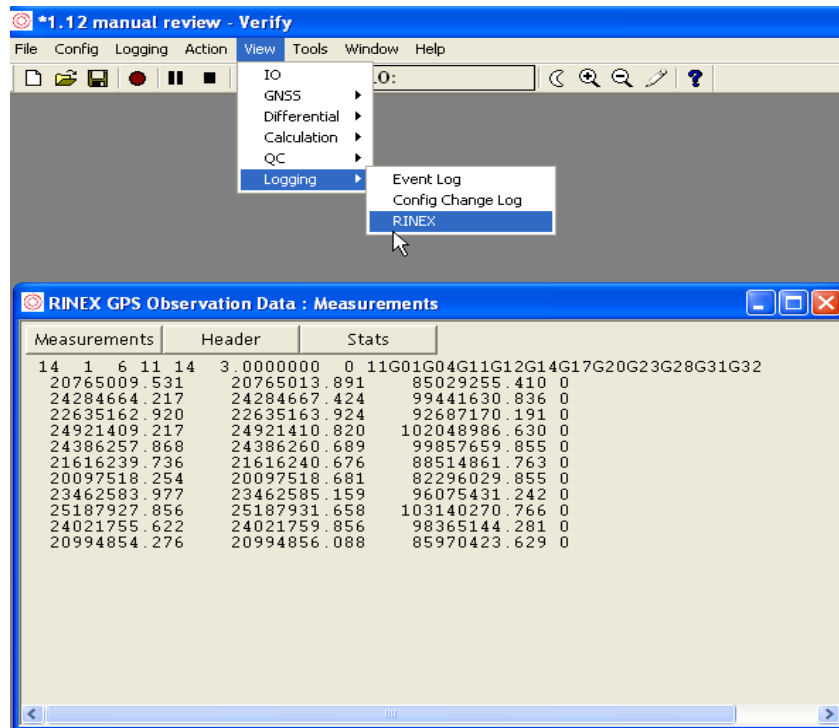 *1.12 manual review - Verify
File Config Logging Action View Tools Window Help
.O:
IO
GNSS
Differential
Calculation
QC
Logging
Event Log
Config Change Log
RINEX
RINEX GPS Observation Data : Measurements
Measurements Header Stats
14 1 6 11 14 3.0000000 0 11G01G04G11G12G14G17G20G23G28G31G32
20765009.531 20765013.891 85029255.410 0
24284664.217 24284667.424 99441630.836 0
22635162.920 22635163.924 92687170.191 0
24921409.217 24921410.820 102048986.630 0
24386257.868 24386260.689 99857659.855 0
21616239.736 21616240.676 88514861.763 0
20097518.254 20097518.681 82296029.855 0
23462583.977 23462585.159 96075431.242 0
25187927.856 25187931.658 103140270.766 0
24021755.622 24021759.856 98365144.281 0
20994854.276 20994856.088 85970423.629 0